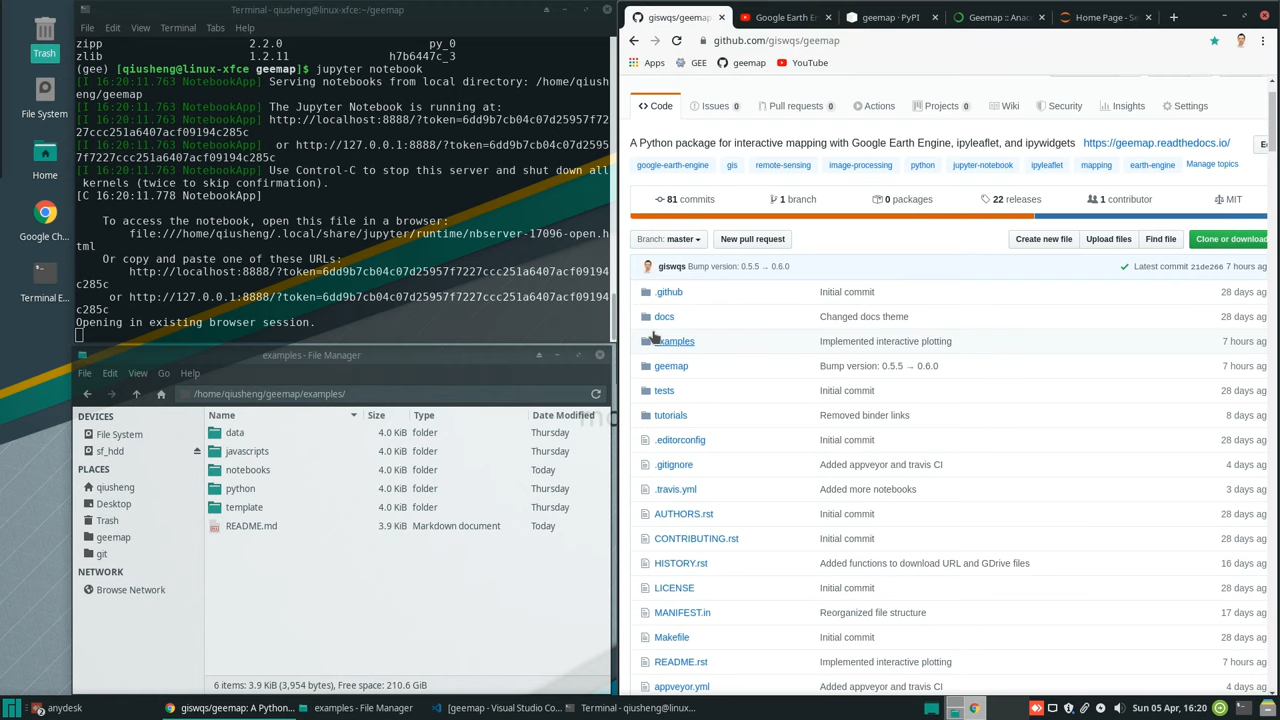 Trash
File System
Home
Google Ch...
Terminal E...
Terminal - qiusheng@linux-xfce:~/geemap
File Edit View Terminal Tabs Help
zipp 2.2.0 py_0
zlib 1.2.11 h7b6447c_3
(gee) [qiusheng@linux-xfce geemap]$ jupyter notebook
[I 16:20:11.763 NotebookApp] Serving notebooks from local directory: /home/qiush
eng/geemap
[I 16:20:11.763 NotebookApp] The Jupyter Notebook is running at:
[I 16:20:11.763 NotebookApp] http://localhost:8888/?token=6dd9b7cb04c07d25957f72
27ccc251a6407acf09194c285c
[I 16:20:11.763 NotebookApp]  or http://127.0.0.1:8888/?token=6dd9b7cb04c07d2595
7f7227ccc251a6407acf09194c285c
[I 16:20:11.763 NotebookApp] Use Control-C to stop this server and shut down all
kernels (twice to skip confirmation).
[C 16:20:11.778 NotebookApp]
To access the notebook, open this file in a browser:
file:///home/qiusheng/.local/share/jupyter/runtime/nbserver-17096-open.h
tml
Or copy and paste one of these URLs:
http://localhost:8888/?token=6dd9b7cb04c07d25957f7227ccc251a6407acf09194
c285c
or http://127.0.0.1:8888/?token=6dd9b7cb04c07d25957f7227ccc251a6407acf09194
c285c
Opening in existing browser session.
examples - File Manager
File Edit View Go Help
/home/qiusheng/geemap/examples/
DEVICES
File System
sf_hdd
PLACES
qiusheng
Desktop
Trash
geemap
git
NETWORK
Browse Network
Name Size Type Date Modified
data 4.0 KiB folder Thursday
javascripts 4.0 KiB folder Thursday
notebooks 4.0 KiB folder Today
python 4.0 KiB folder Thursday
template 4.0 KiB folder Thursday
README.md 3.9 KiB Markdown document Today
6 items: 3.9 KiB (3,954 bytes), Free space: 210.6 GiB
giswqs/geemap
Google Earth En
geemap · PyPI
Geemap :: Anac
Home Page - Se
github.com/giswqs/geemap
Apps GEE geemap YouTube
Code Issues 0 Pull requests 0 Actions Projects 0 Wiki Security Insights Settings
A Python package for interactive mapping with Google Earth Engine, ipyleaflet, and ipywidgets https://geemap.readthedocs.io/
google-earth-engine gis remote-sensing image-processing python jupyter-notebook ipyleaflet mapping earth-engine Manage topics
81 commits 1 branch 0 packages 22 releases 1 contributor MIT
Branch: master New pull request Create new file Upload files Find file Clone or download
giswqs Bump version: 0.5.5 → 0.6.0 Latest commit 21de266 7 hours ag
.github Initial commit 28 days ag
docs Changed docs theme 28 days ag
examples Implemented interactive plotting 7 hours ag
geemap Bump version: 0.5.5 → 0.6.0 7 hours ag
tests Initial commit 28 days ag
tutorials Removed binder links 8 days ag
.editorconfig Initial commit 28 days ag
.gitignore Added appveyor and travis CI 4 days ag
.travis.yml Added more notebooks 3 days ag
AUTHORS.rst Initial commit 28 days ag
CONTRIBUTING.rst Initial commit 28 days ag
HISTORY.rst Added functions to download URL and GDrive files 16 days ag
LICENSE Initial commit 28 days ag
MANIFEST.in Reorganized file structure 17 days ag
Makefile Initial commit 28 days ag
README.rst Implemented interactive plotting 7 hours ag
appveyor.yml Added appveyor and travis CI 4 days ag
anydesk
giswqs/geemap: A Python...
examples - File Manager
[geemap - Visual Studio Co...
Terminal - qiusheng@linux...
Sun 05 Apr, 16:20